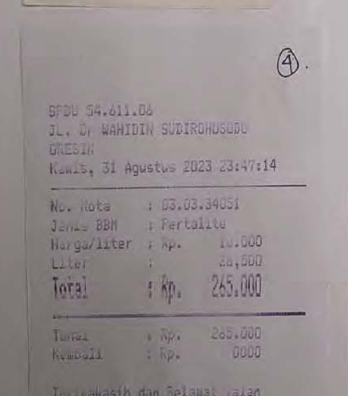 4.
SPBU 54.611.06
JL. Dr WAHIDIN SUDIROHUSODO
GRESIK
Kamis, 31 Agustus 2023 23:47:14
No. Nota : 03.03.34051
Jenis BBM : Pertalite
Harga/liter : Rp. 10.000
Liter : 26,500
Total : Rp. 265.000
Tunai : Rp. 265.000
Kembali : Rp. 0000
Terimakasih dan Selamat Jalan